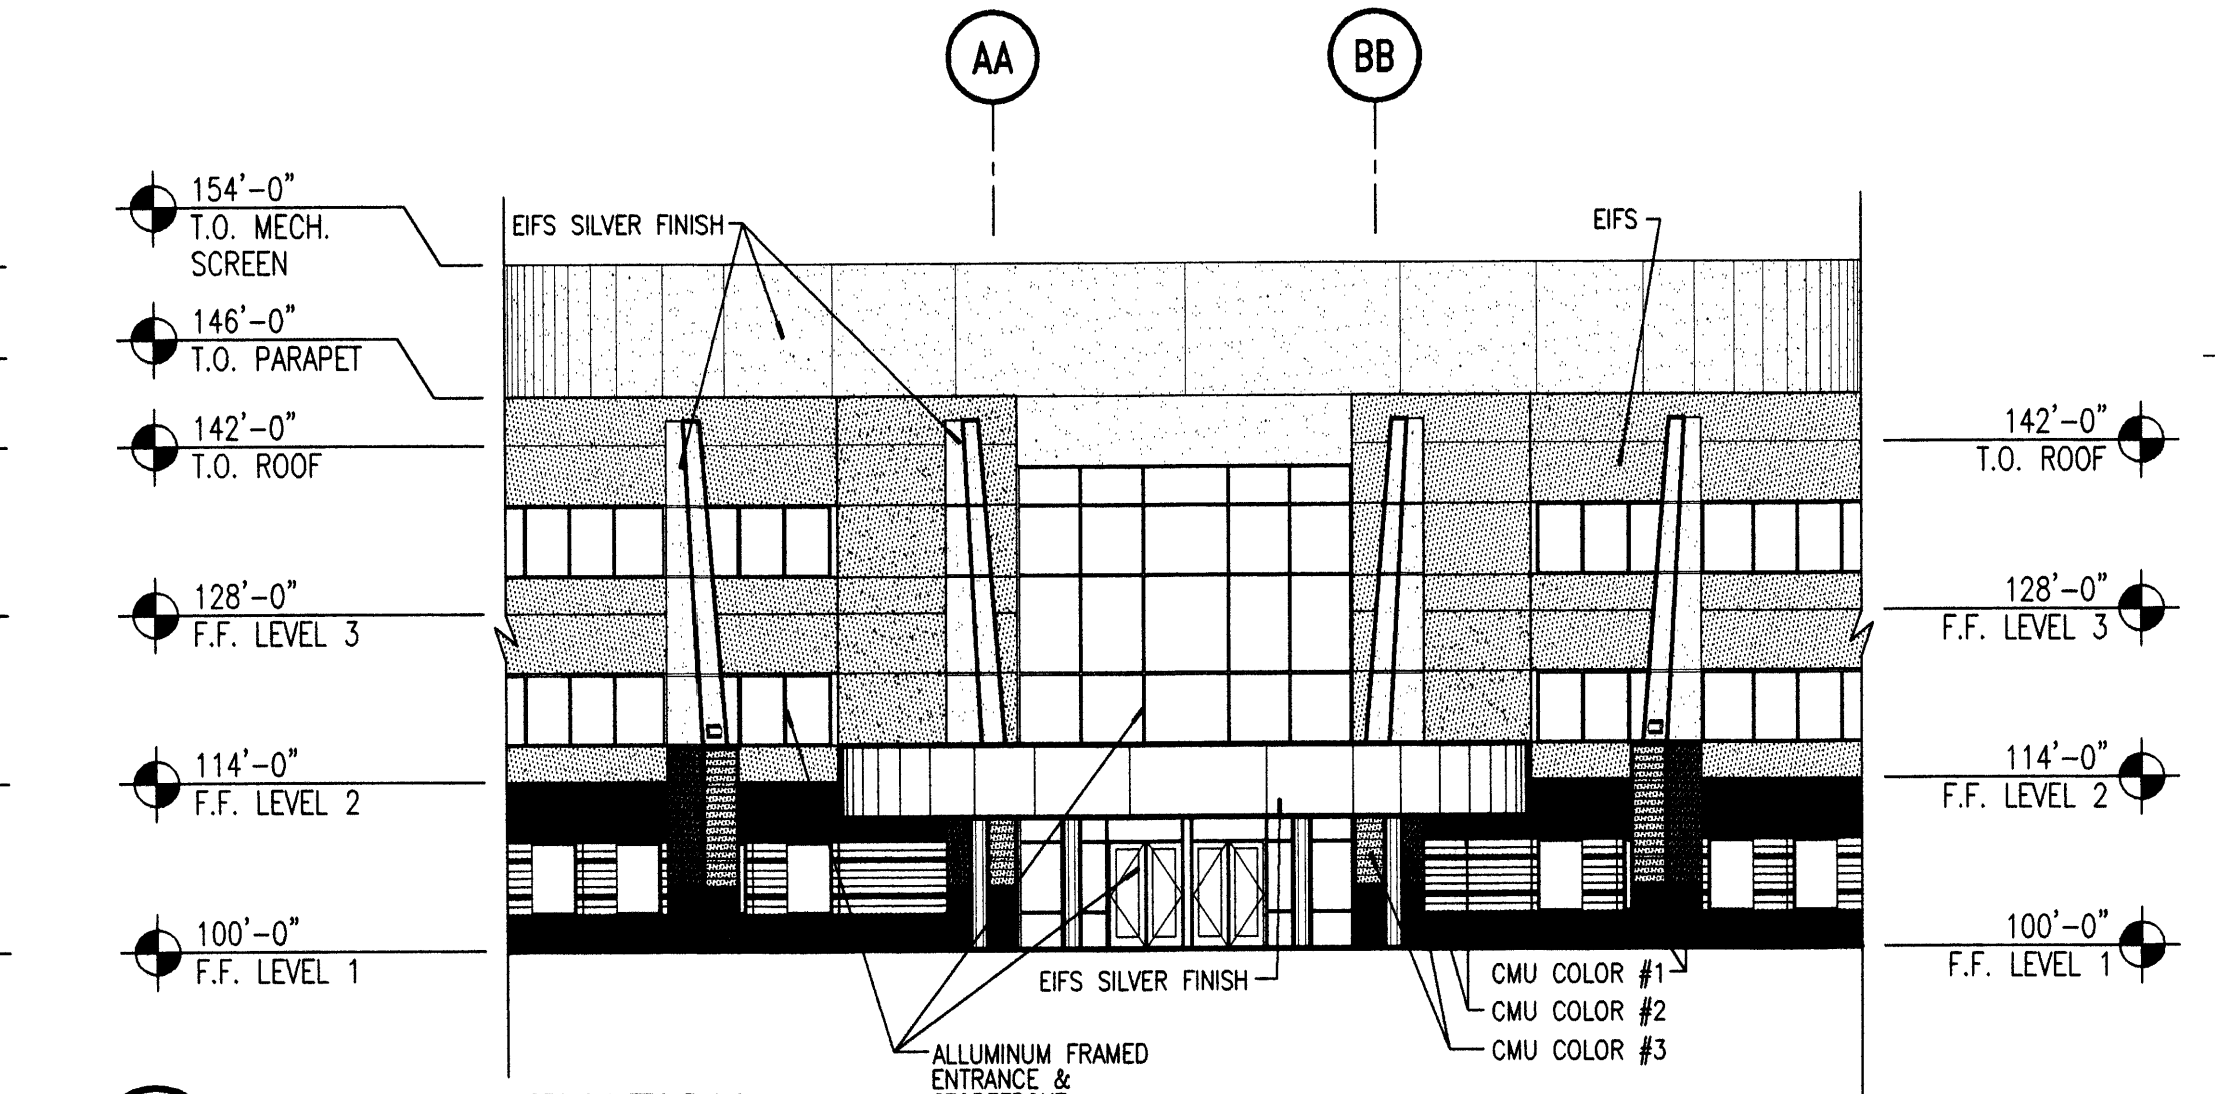 AA
BB
154'-0"
T.O. MECH.
SCREEN
EIFS SILVER FINISH
EIFS
146'-0"
T.O. PARAPET
142'-0"
T.O. ROOF
142'-0"
T.O. ROOF
128'-0"
F.F. LEVEL 3
128'-0"
F.F. LEVEL 3
114'-0"
F.F. LEVEL 2
114'-0"
F.F. LEVEL 2
100'-0"
F.F. LEVEL 1
100'-0"
F.F. LEVEL 1
EIFS SILVER FINISH
CMU COLOR #1
CMU COLOR #2
CMU COLOR #3
ALLUMINUM FRAMED
ENTRANCE &